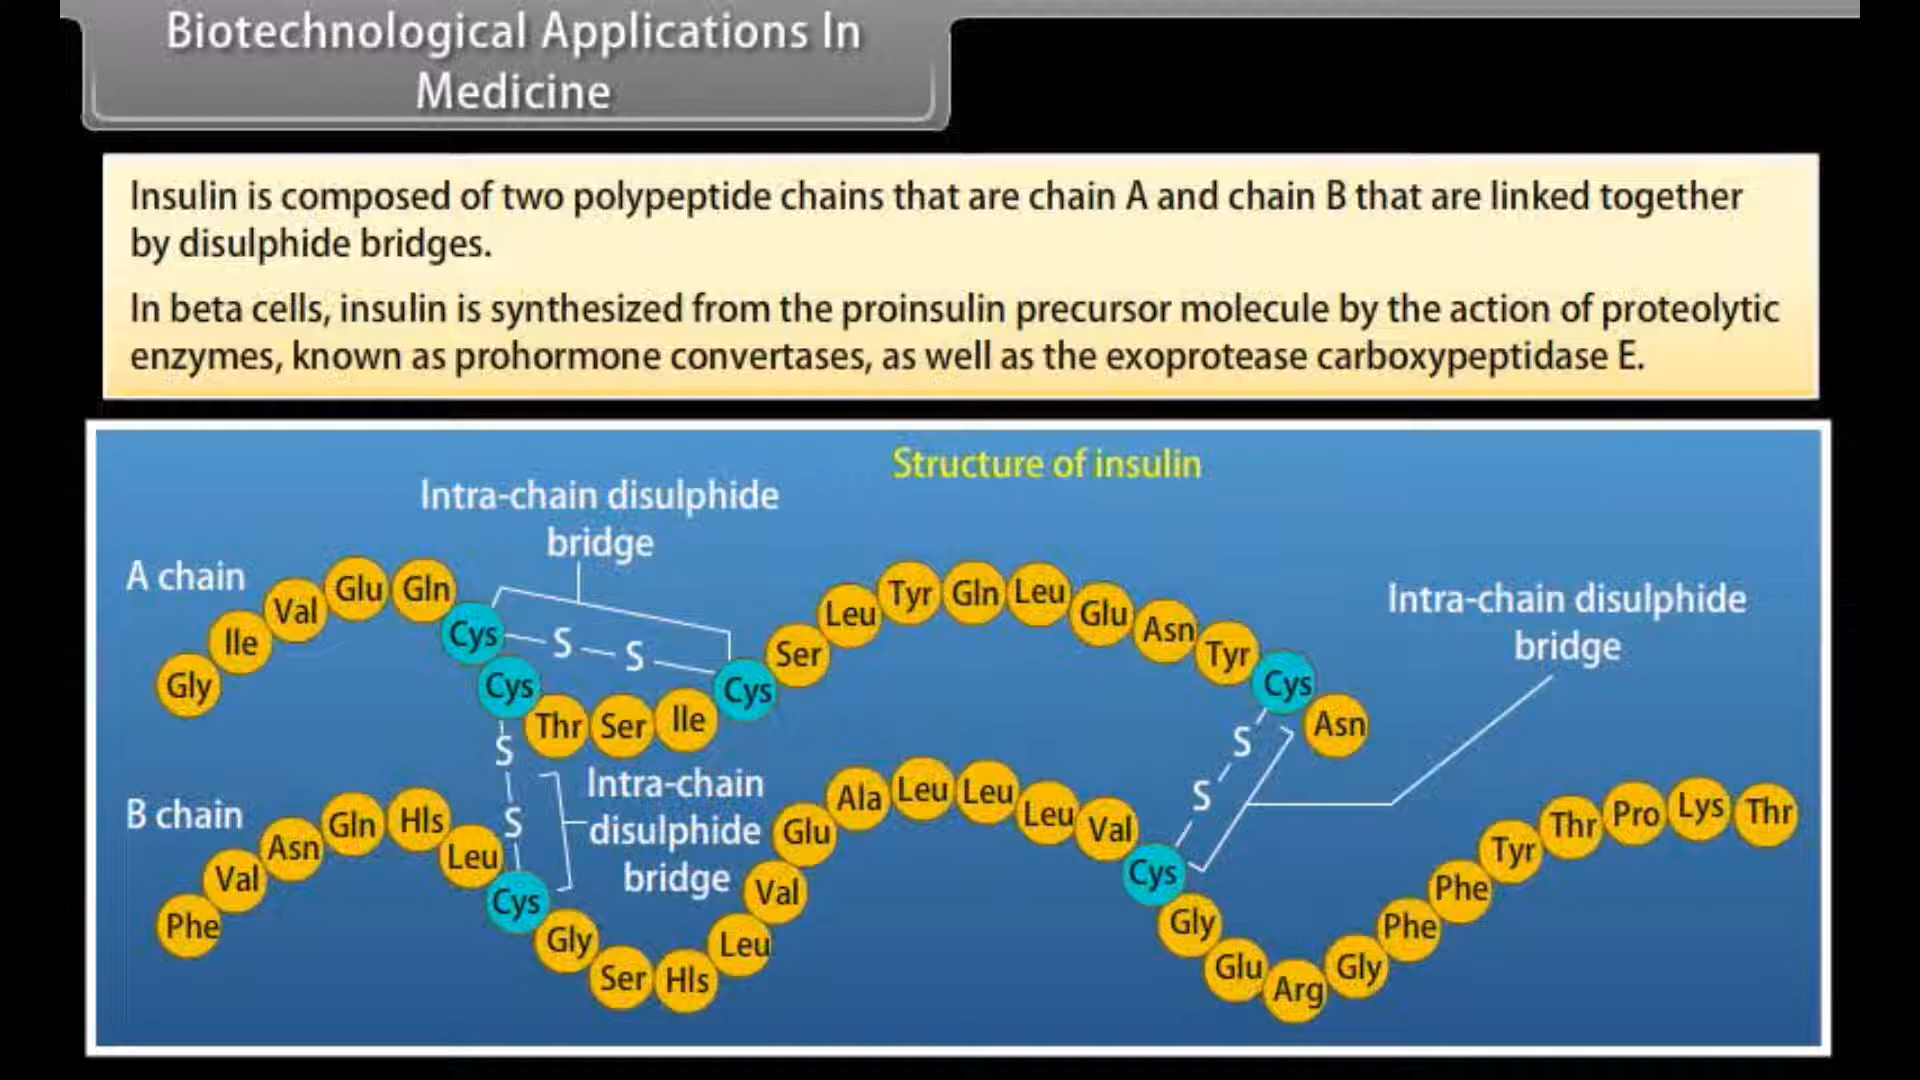 Biotechnological Applications In
Medicine
Insulin is composed of two polypeptide chains that are chain A and chain B that are linked together
by disulphide bridges.
In beta cells, insulin is synthesized from the proinsulin precursor molecule by the action of proteolytic
enzymes, known as prohormone convertases, as well as the exoprotease carboxypeptidase E.
Structure of insulin
Intra-chain disulphide
bridge
A chain
Gly Ile Val Glu Gln Cys Cys Thr Ser Ile Cys Ser Leu Tyr Gln Leu Glu Asn Tyr Cys Asn
S S
Intra-chain disulphide
bridge
S
S
S
S
Intra-chain
disulphide
bridge
B chain
Phe Val Asn Gln Hls Leu Cys Gly Ser Hls Leu Val Glu Ala Leu Leu Leu Val Cys Gly Glu Arg Gly Phe Phe Tyr Thr Pro Lys Thr